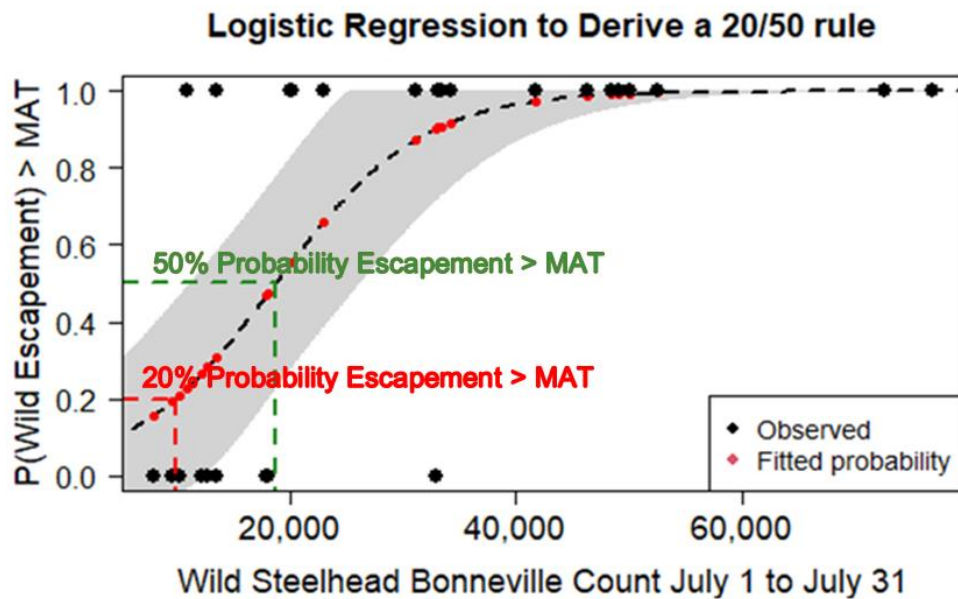 Logistic Regression to Derive a 20/50 rule
P(Wild Escapement) > MAT
1.0
0.8
0.6
50% Probability Escapement > MAT
0.4
20% Probability Escapement > MAT
0.2
Observed
Fitted probability
0.0
20,000 40,000 60,000
Wild Steelhead Bonneville Count July 1 to July 31